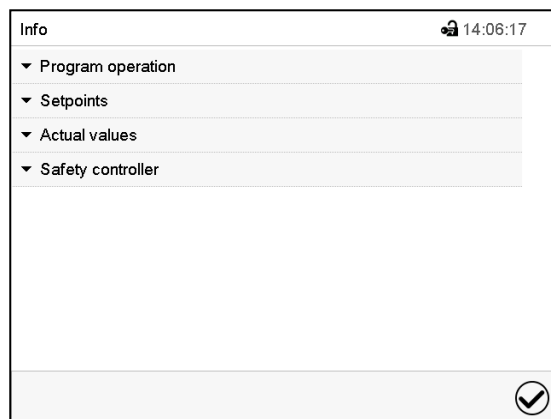 Info 14:06:17
Program operation
Setpoints
Actual values
Safety controller